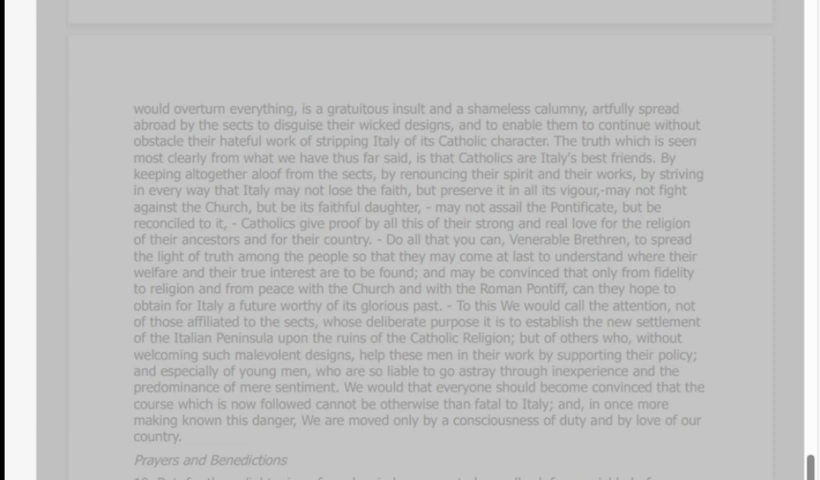 would overturn everything, is a gratuitous insult and a shameless calumny, artfully spread
abroad by the sects to disguise their wicked designs, and to enable them to continue without
obstacle their hateful work of stripping Italy of its Catholic character. The truth which is seen
most clearly from what we have thus far said, is that Catholics are Italy's best friends. By
keeping altogether aloof from the sects, by renouncing their spirit and their works, by striving
in every way that Italy may not lose the faith, but preserve it in all its vigour,-may not fight
against the Church, but be its faithful daughter, - may not assail the Pontificate, but be
reconciled to it, - Catholics give proof by all this of their strong and real love for the religion
of their ancestors and for their country. - Do all that you can, Venerable Brethren, to spread
the light of truth among the people so that they may come at last to understand where their
welfare and their true interest are to be found; and may be convinced that only from fidelity
to religion and from peace with the Church and with the Roman Pontiff, can they hope to
obtain for Italy a future worthy of its glorious past. - To this We would call the attention, not
of those affiliated to the sects, whose deliberate purpose it is to establish the new settlement
of the Italian Peninsula upon the ruins of the Catholic Religion; but of others who, without
welcoming such malevolent designs, help these men in their work by supporting their policy;
and especially of young men, who are so liable to go astray through inexperience and the
predominance of mere sentiment. We would that everyone should become convinced that the
course which is now followed cannot be otherwise than fatal to Italy; and, in once more
making known this danger, We are moved only by a consciousness of duty and by love of our
country.
Prayers and Benedictions